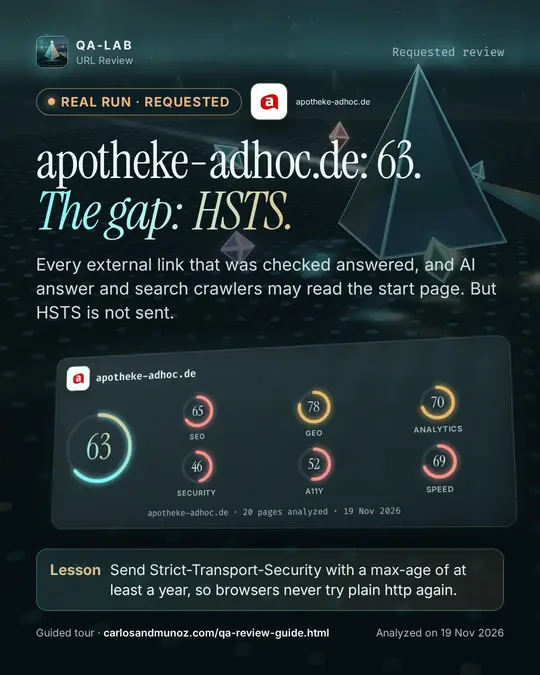 QA-LAB
URL Review
Requested review
REAL RUN · REQUESTED
a
apotheke-adhoc.de
apotheke-adhoc.de: 63.
The gap: HSTS.
Every external link that was checked answered, and AI
answer and search crawlers may read the start page. But
HSTS is not sent.
a
apotheke-adhoc.de
63
65
SEO
78
GEO
70
ANALYTICS
46
SECURITY
52
A11Y
69
SPEED
apotheke-adhoc.de · 20 pages analyzed · 19 Nov 2026
Lesson
Send Strict-Transport-Security with a max-age of at
least a year, so browsers never try plain http again.
Guided tour · carlosandmunoz.com/qa-review-guide.html
Analyzed on 19 Nov 2026